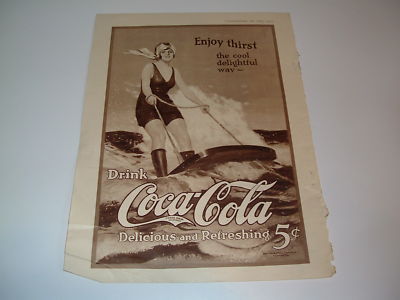 Enjoy thirst
the cool
delightful
way —
Drink
Coca-Cola
Delicious and Refreshing
5¢